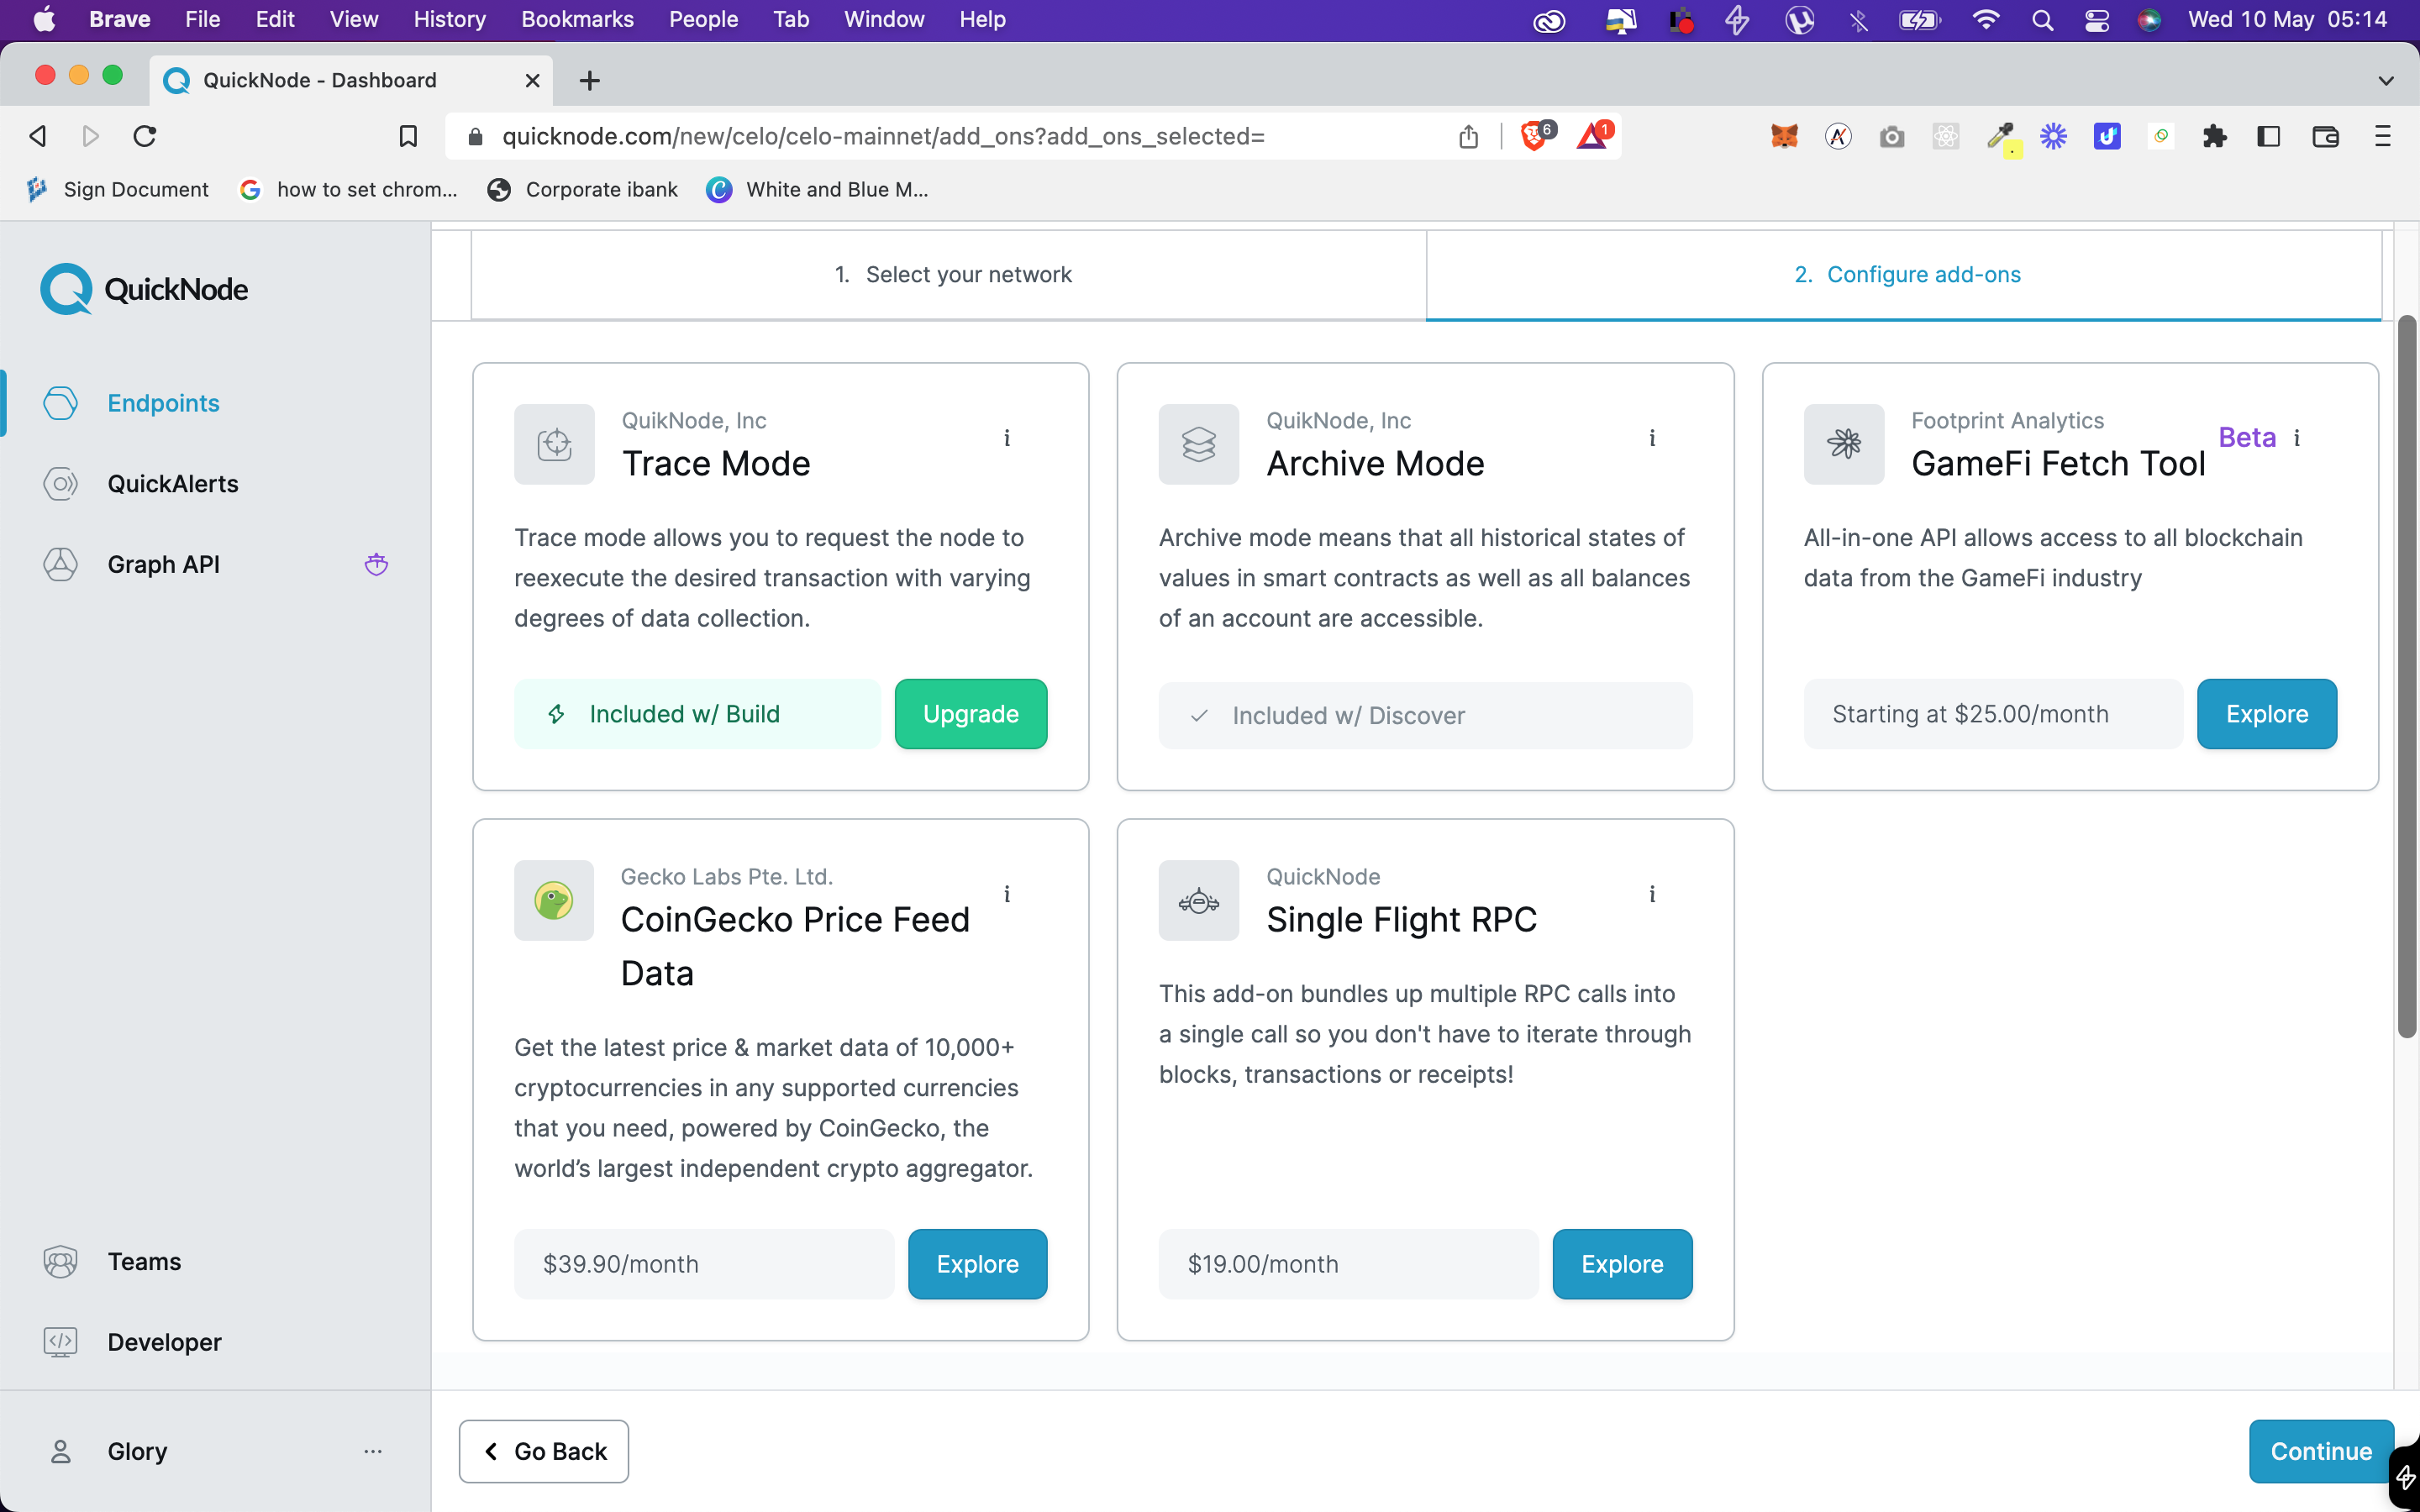 Brave File Edit View History Bookmarks People Tab Window Help Wed 10 May 05:14
QuickNode - Dashboard
quicknode.com/new/celo/celo-mainnet/add_ons?add_ons_selected= 6 1
Sign Document how to set chrom... Corporate ibank White and Blue M...
QuickNode
Endpoints
QuickAlerts
Graph API
Teams
Developer
Glory
1. Select your network
2. Configure add-ons
QuikNode, Inc
Trace Mode
Trace mode allows you to request the node to
reexecute the desired transaction with varying
degrees of data collection.
Included w/ Build
Upgrade
QuikNode, Inc
Archive Mode
Archive mode means that all historical states of
values in smart contracts as well as all balances
of an account are accessible.
Included w/ Discover
Footprint Analytics
GameFi Fetch Tool
Beta
All-in-one API allows access to all blockchain
data from the GameFi industry
Starting at $25.00/month
Explore
Gecko Labs Pte. Ltd.
CoinGecko Price Feed
Data
Get the latest price & market data of 10,000+
cryptocurrencies in any supported currencies
that you need, powered by CoinGecko, the
world’s largest independent crypto aggregator.
$39.90/month
Explore
QuickNode
Single Flight RPC
This add-on bundles up multiple RPC calls into
a single call so you don't have to iterate through
blocks, transactions or receipts!
$19.00/month
Explore
Go Back
Continue